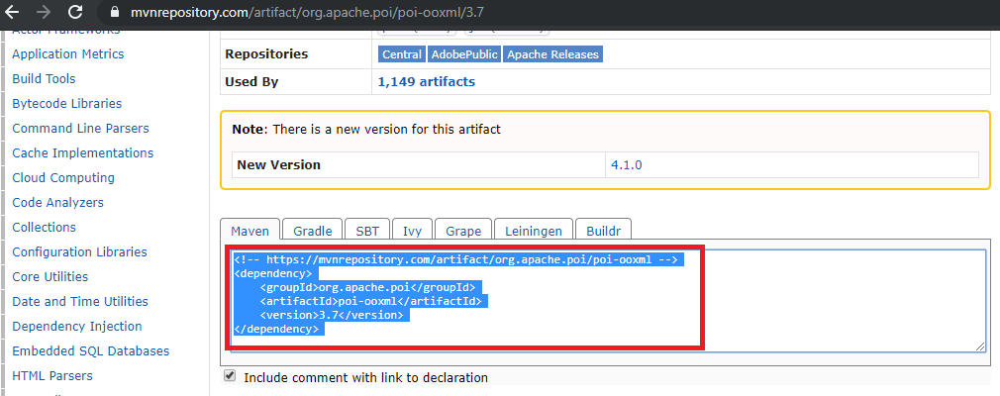 mvnrepository.com/artifact/org.apache.poi/poi-ooxml/3.7
Actor Frameworks
Application Metrics
Build Tools
Bytecode Libraries
Command Line Parsers
Cache Implementations
Cloud Computing
Code Analyzers
Collections
Configuration Libraries
Core Utilities
Date and Time Utilities
Dependency Injection
Embedded SQL Databases
HTML Parsers
Repositories Central AdobePublic Apache Releases
Used By 1,149 artifacts
Note: There is a new version for this artifact
New Version 4.1.0
Maven Gradle SBT Ivy Grape Leiningen Buildr
<!-- https://mvnrepository.com/artifact/org.apache.poi/poi-ooxml -->
<dependency>
    <groupId>org.apache.poi</groupId>
    <artifactId>poi-ooxml</artifactId>
    <version>3.7</version>
</dependency>
Include comment with link to declaration